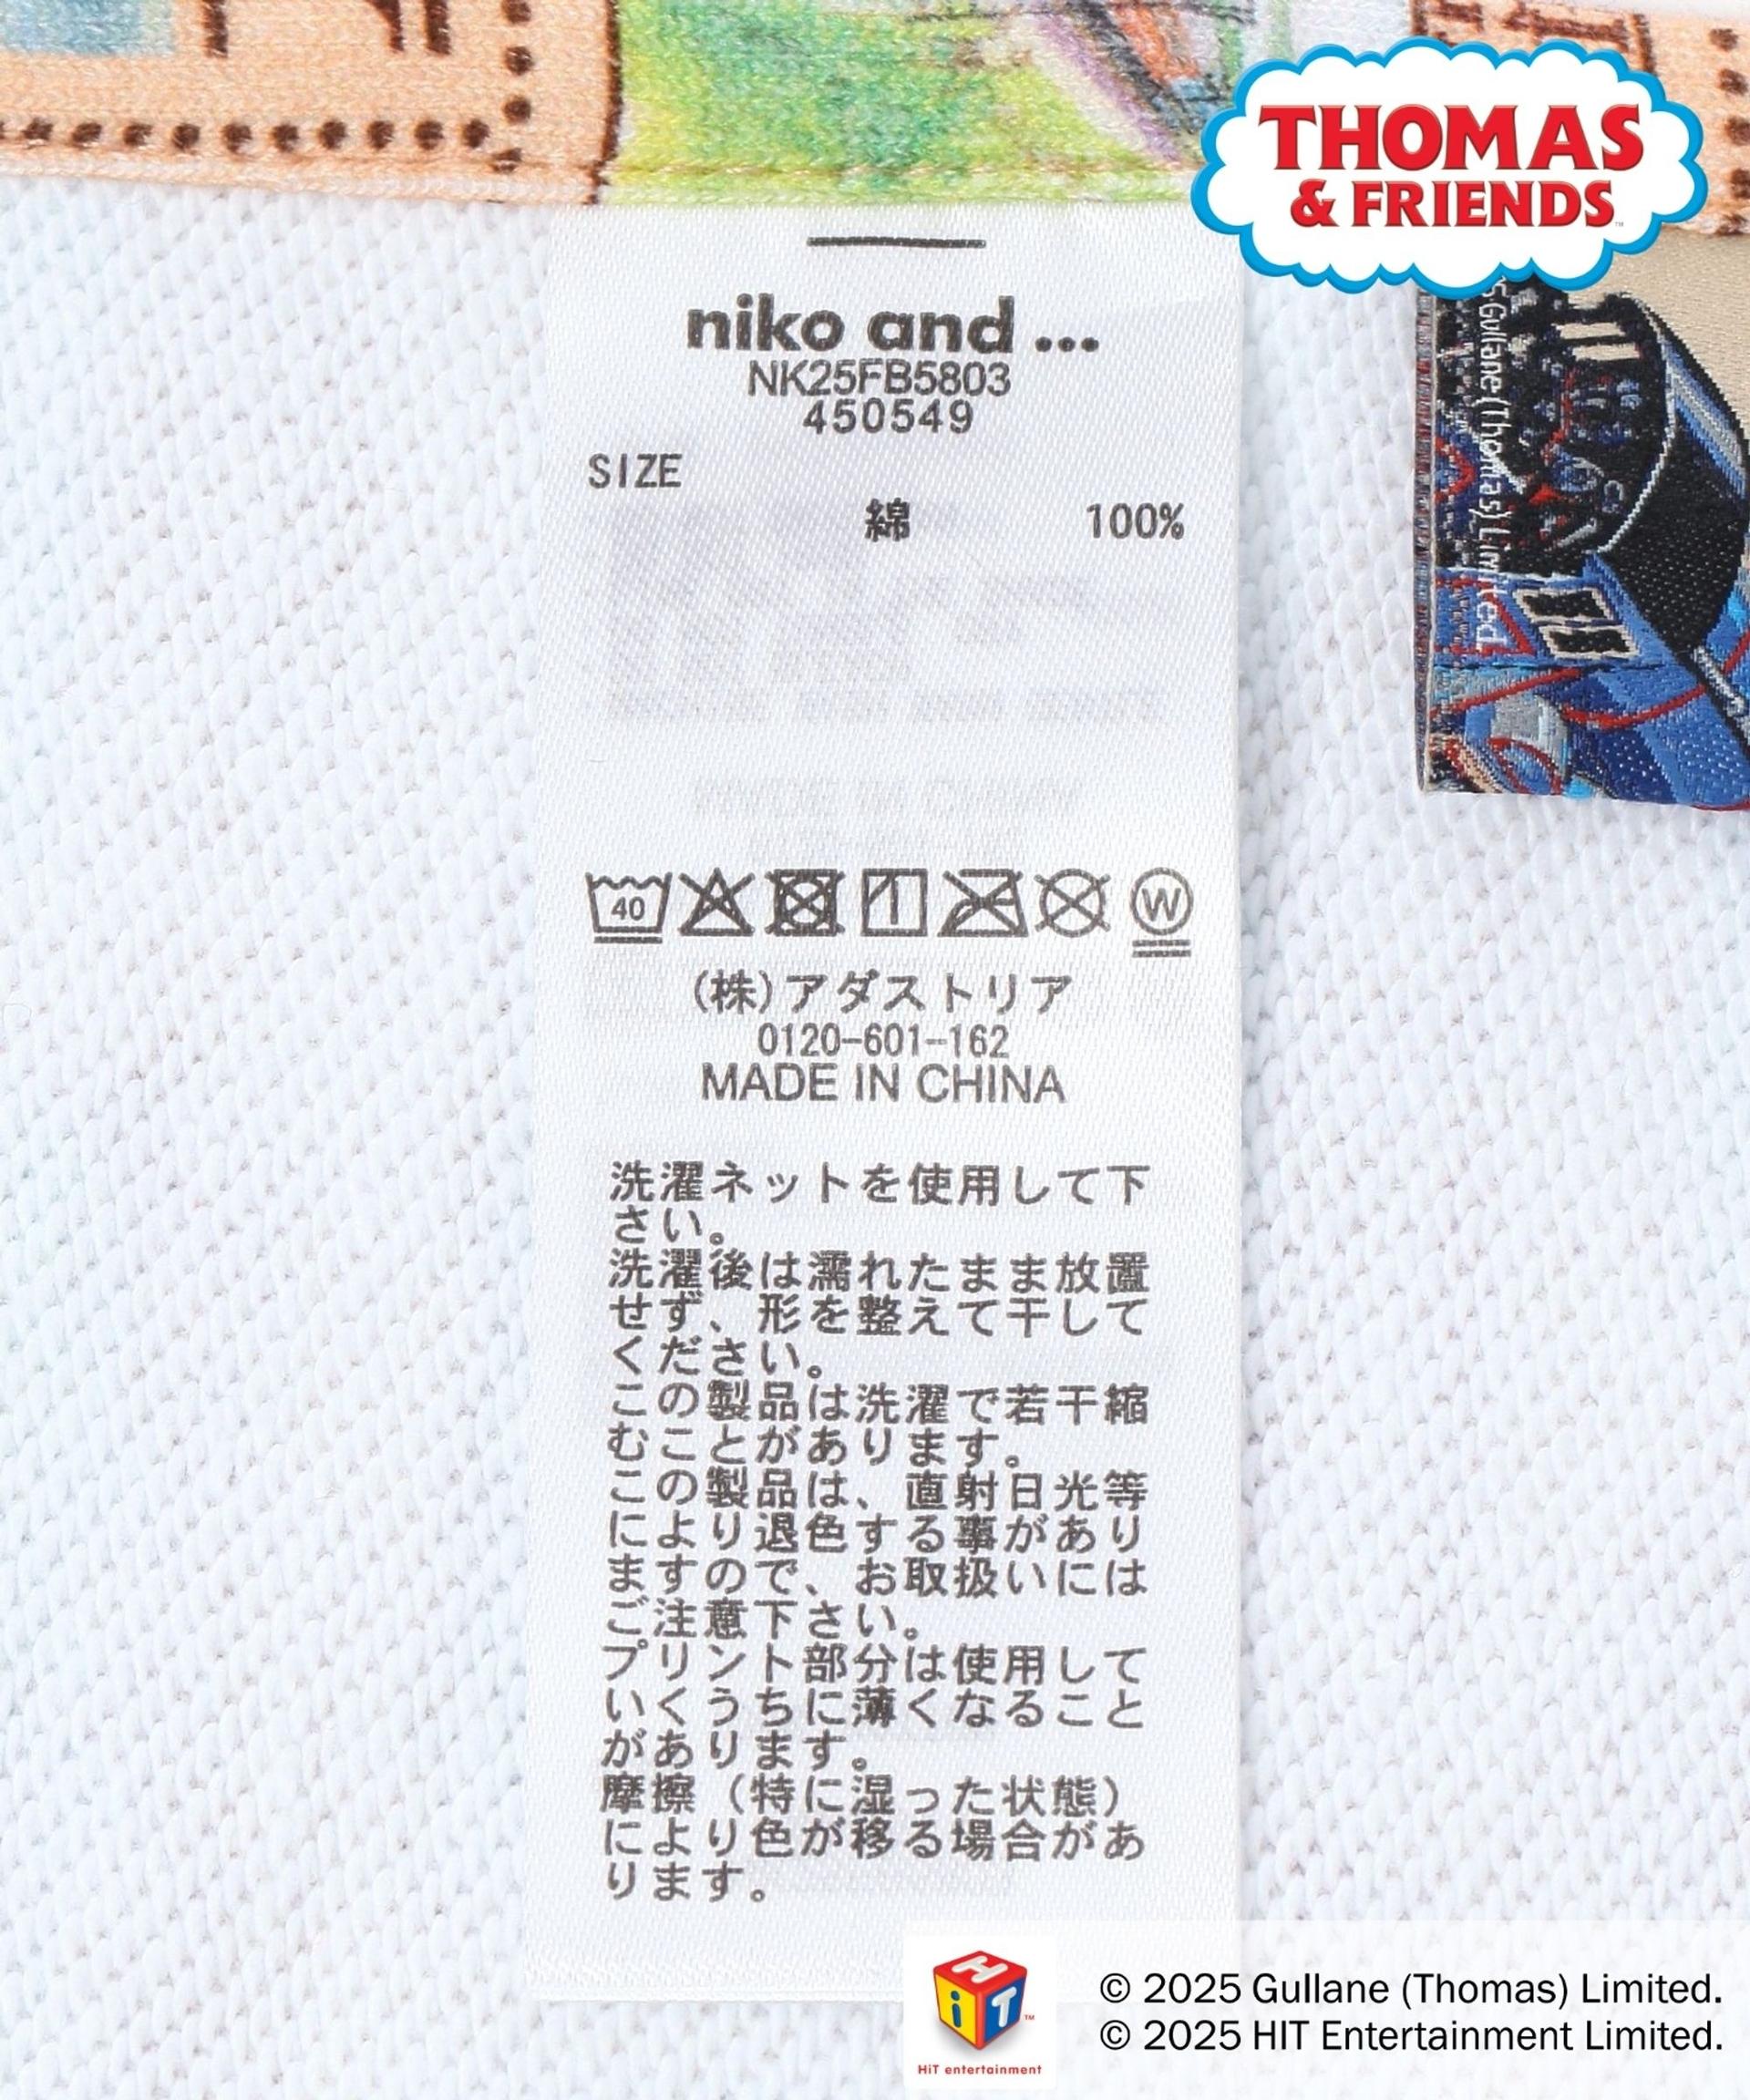 THOMAS
& FRIENDS
niko and ...
NK25FB5803
450549
SIZE
綿 100%
40
W
(株)アダストリア
0120-601-162
MADE IN CHINA
洗濯ネットを使用して下
さい。
洗濯後は濡れたまま放置
せず、形を整えて干して
ください。
この製品は洗濯で若干縮
むことがあります。
この製品は、直射日光等
により退色する事があり
ますので、お取扱いには
ご注意下さい。
プリント部分は使用して
いくうちに薄くなること
があります。
摩擦（特に湿った状態）
により色が移る場合があ
ります。
Gullane (Thomas) Limited
HiT
HiT entertainment
© 2025 Gullane (Thomas) Limited.
© 2025 HIT Entertainment Limited.